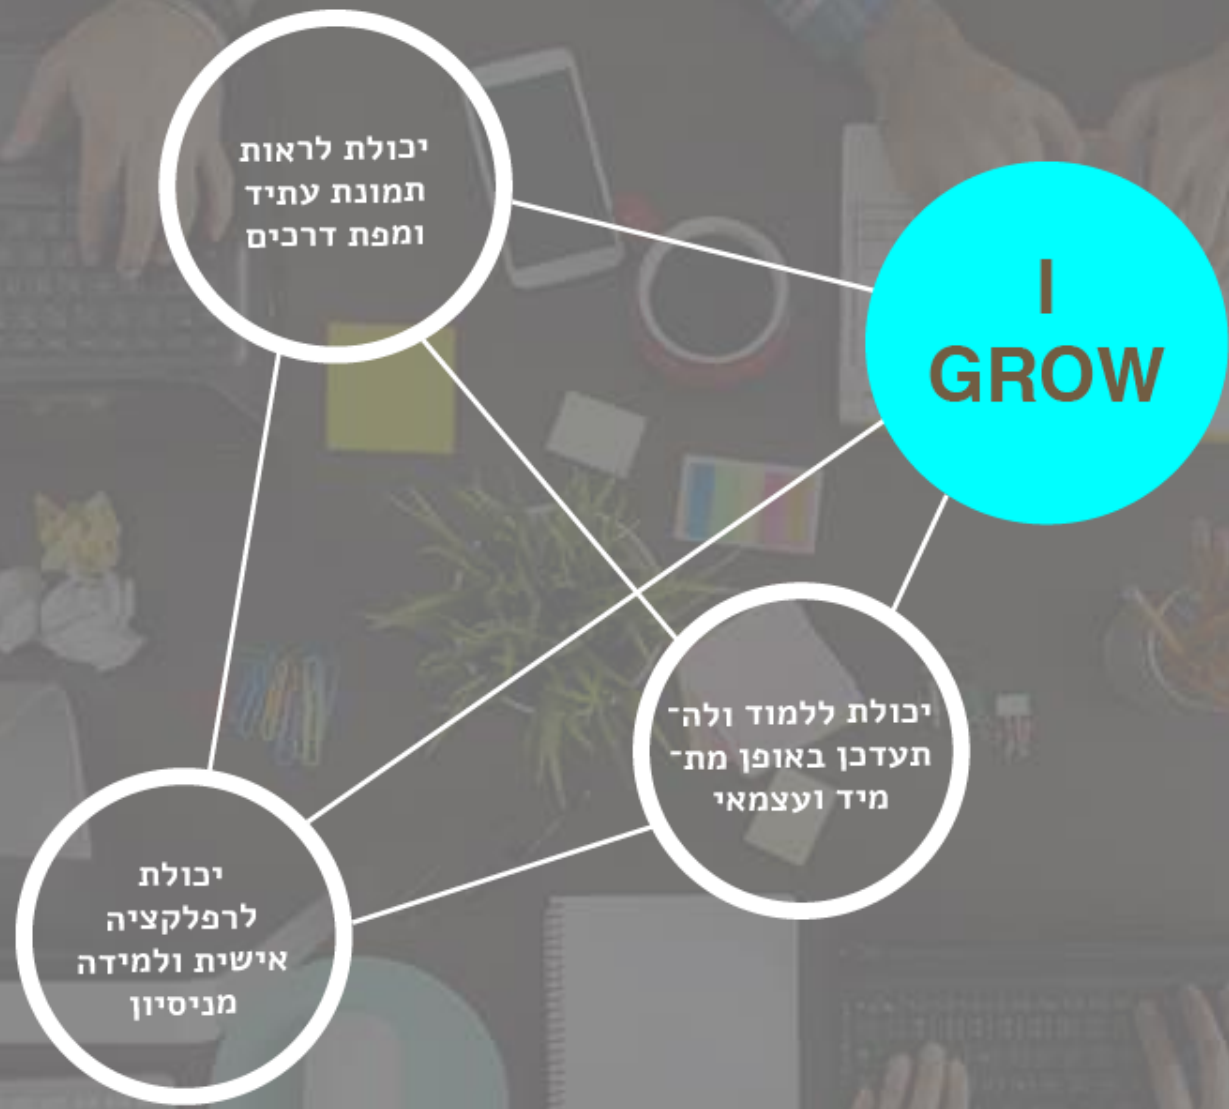 יכולת לראות
תמונת עתיד
ומפת דרכים
I
GROW
יכולת ללמוד ולה־
תעדכן באופן מת־
מיד ועצמאי
יכולת
לרפלקציה
אישית ולמידה
מניסיון